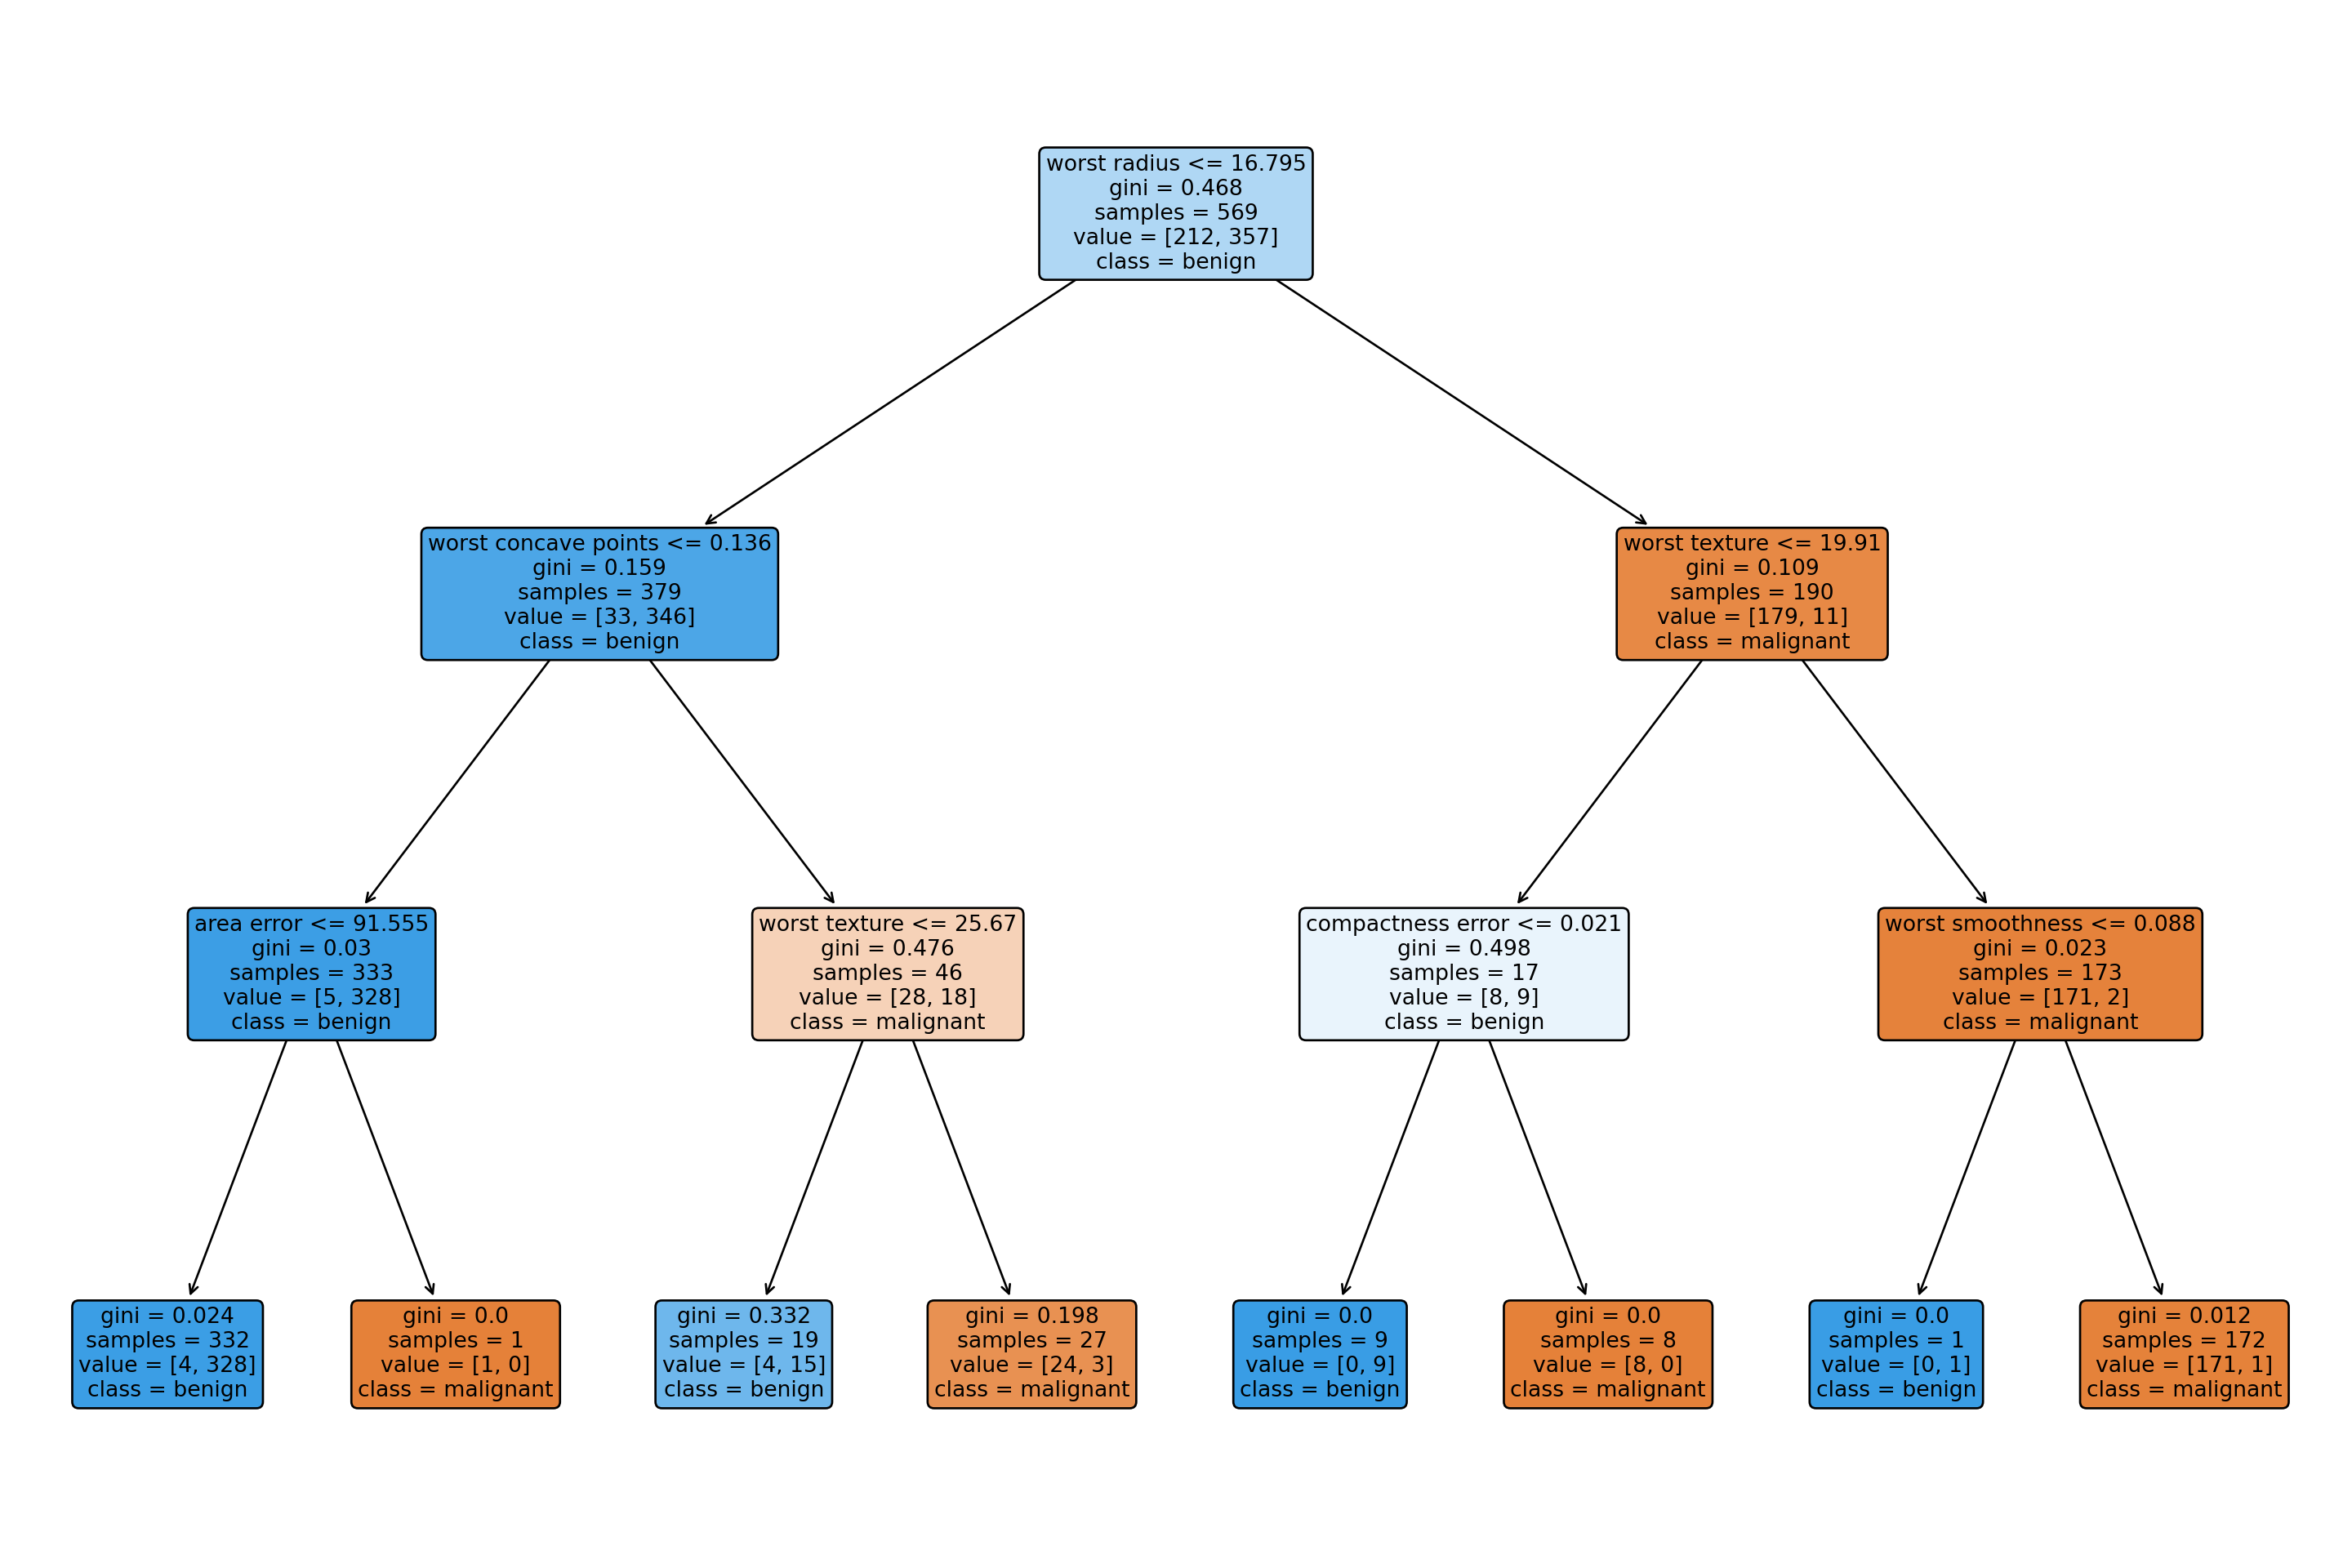 worst radius <= 16.795
gini = 0.468
samples = 569
value = [212, 357]
class = benign
worst concave points <= 0.136
gini = 0.159
samples = 379
value = [33, 346]
class = benign
worst texture <= 19.91
gini = 0.109
samples = 190
value = [179, 11]
class = malignant
area error <= 91.555
gini = 0.03
samples = 333
value = [5, 328]
class = benign
worst texture <= 25.67
gini = 0.476
samples = 46
value = [28, 18]
class = malignant
compactness error <= 0.021
gini = 0.498
samples = 17
value = [8, 9]
class = benign
worst smoothness <= 0.088
gini = 0.023
samples = 173
value = [171, 2]
class = malignant
gini = 0.024
samples = 332
value = [4, 328]
class = benign
gini = 0.0
samples = 1
value = [1, 0]
class = malignant
gini = 0.332
samples = 19
value = [4, 15]
class = benign
gini = 0.198
samples = 27
value = [24, 3]
class = malignant
gini = 0.0
samples = 9
value = [0, 9]
class = benign
gini = 0.0
samples = 8
value = [8, 0]
class = malignant
gini = 0.0
samples = 1
value = [0, 1]
class = benign
gini = 0.012
samples = 172
value = [171, 1]
class = malignant